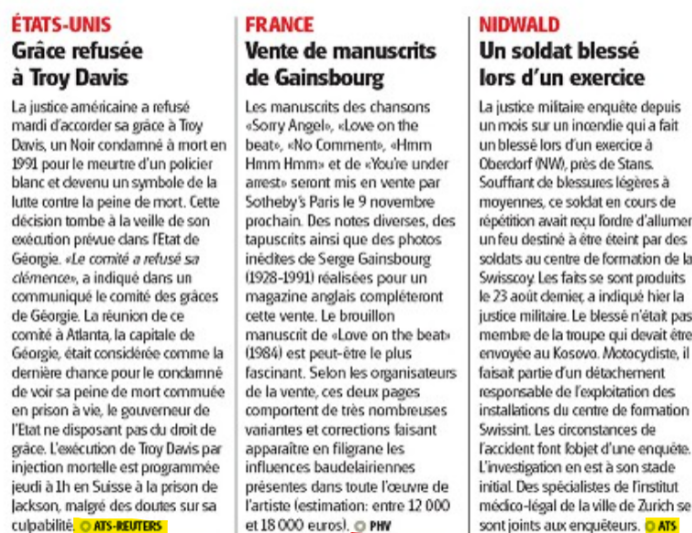 ÉTATS-UNIS
Grâce refusée
à Troy Davis
La justice américaine a refusé
mardi d'accorder sa grâce à Troy
Davis, un Noir condamné à mort en
1991 pour le meurtre d'un policier
blanc et devenu un symbole de la
lutte contre la peine de mort. Cette
décision tombe à la veille de son
exécution prévue dans l'Etat de
Géorgie. «Le comité a refusé sa
clémence», a indiqué dans un
communiqué le comité des grâces
de Géorgie. La réunion de ce
comité à Atlanta, la capitale de
Géorgie, était considérée comme la
dernière chance pour le condamné
de voir sa peine de mort commuée
en prison à vie, le gouverneur de
l'Etat ne disposant pas du droit de
grâce. L'exécution de Troy Davis par
injection mortelle est programmée
jeudi à 1h en Suisse à la prison de
Jackson, malgré des doutes sur sa
culpabilité. ATS-REUTERS
FRANCE
Vente de manuscrits
de Gainsbourg
Les manuscrits des chansons
«Sorry Angel», «Love on the
beat», «No Comment», «Hmm
Hmm Hmm» et de «You're under
arrest» seront mis en vente par
Sotheby's Paris le 9 novembre
prochain. Des notes diverses, des
tapuscrits ainsi que des photos
inédites de Serge Gainsbourg
(1928-1991) réalisées pour un
magazine anglais compléteront
cette vente. Le brouillon
manuscrit de «Love on the beat»
(1984) est peut-être le plus
fascinant. Selon les organisateurs
de la vente, ces deux pages
comportent de très nombreuses
variantes et corrections faisant
apparaître en filigrane les
influences baudelairiennes
présentes dans toute l'œuvre de
l'artiste (estimation: entre 12 000
et 18 000 euros). PHV
NIDWALD
Un soldat blessé
lors d'un exercice
La justice militaire enquête depuis
un mois sur un incendie qui a fait
un blessé lors d'un exercice à
Oberdorf (NW), près de Stans.
Souffrant de blessures légères à
moyennes, ce soldat en cours de
répétition avait reçu l'ordre d'allumer
un feu destiné à être éteint par des
soldats au centre de formation de la
Swisscoy. Les faits se sont produits
le 23 août dernier, a indiqué hier la
justice militaire. Le blessé n'était pas
membre de la troupe qui devait être
envoyée au Kosovo. Motocycliste, il
faisait partie d'un détachement
responsable de l'exploitation des
installations du centre de formation
Swissint. Les circonstances de
l'accident font l'objet d'une enquête.
L'investigation en est à son stade
initial. Des spécialistes de l'institut
médico-légal de la ville de Zurich se
sont joints aux enquêteurs. ATS